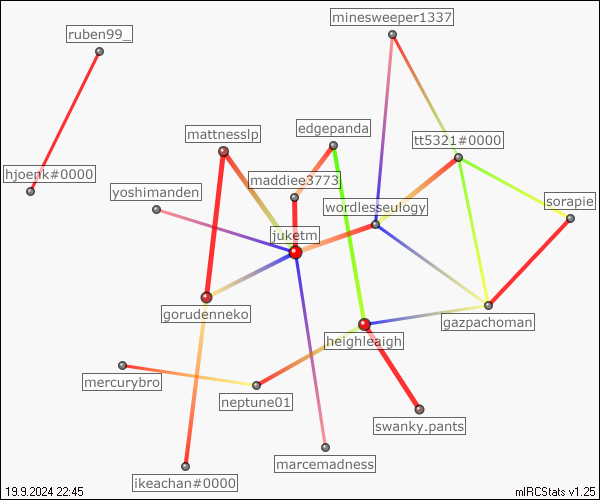 minesweeper1337
ruben99_
edgepanda
mattnesslp
tt5321#0000
hjoenk#0000
maddiee3773
yoshimanden
sorapie
wordlesseulogy
juketm
gorudenneko
gazpachoman
heighleaigh
mercurybro
neptune01
swanky.pants
marcemadness
ikeachan#0000
19.9.2024 22:45
mIRCStats v1.25